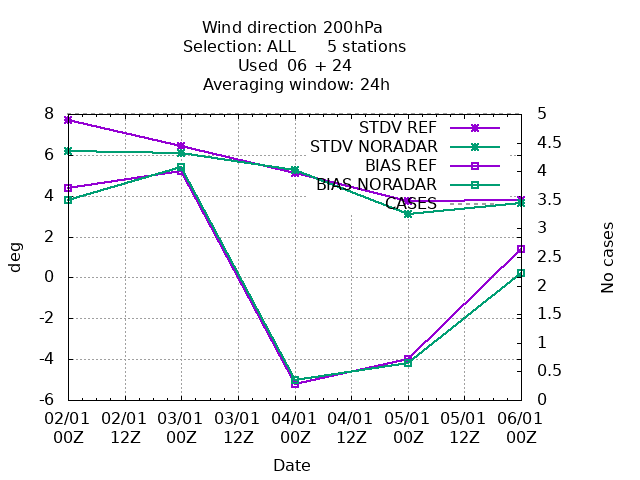 Wind direction 200hPa
Selection: ALL 5 stations
Used 06 + 24
Averaging window: 24h
8 5
STDV REF
4.5
STDV NORADAR
6
BIAS REF
4
BIAS NORADAR
4
3.5
CASES
2
3
deg
2.5
No cases
0
2
-2
1.5
1
-4
0.5
-6 0
02/01 02/01 03/01 03/01 04/01 04/01 05/01 05/01 06/01
00Z 12Z 00Z 12Z 00Z 12Z 00Z 12Z 00Z
Date